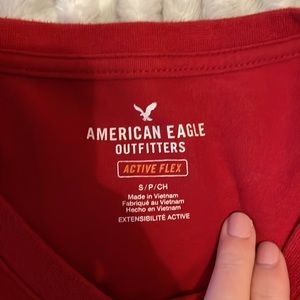 AMERICAN EAGLE
OUTFITTERS
ACTIVE FLEX
S/P/CH
Made in Vietnam
Fabriqué au Vietnam
Hecho en Vietnam
EXTENSIBILITÉ ACTIVE